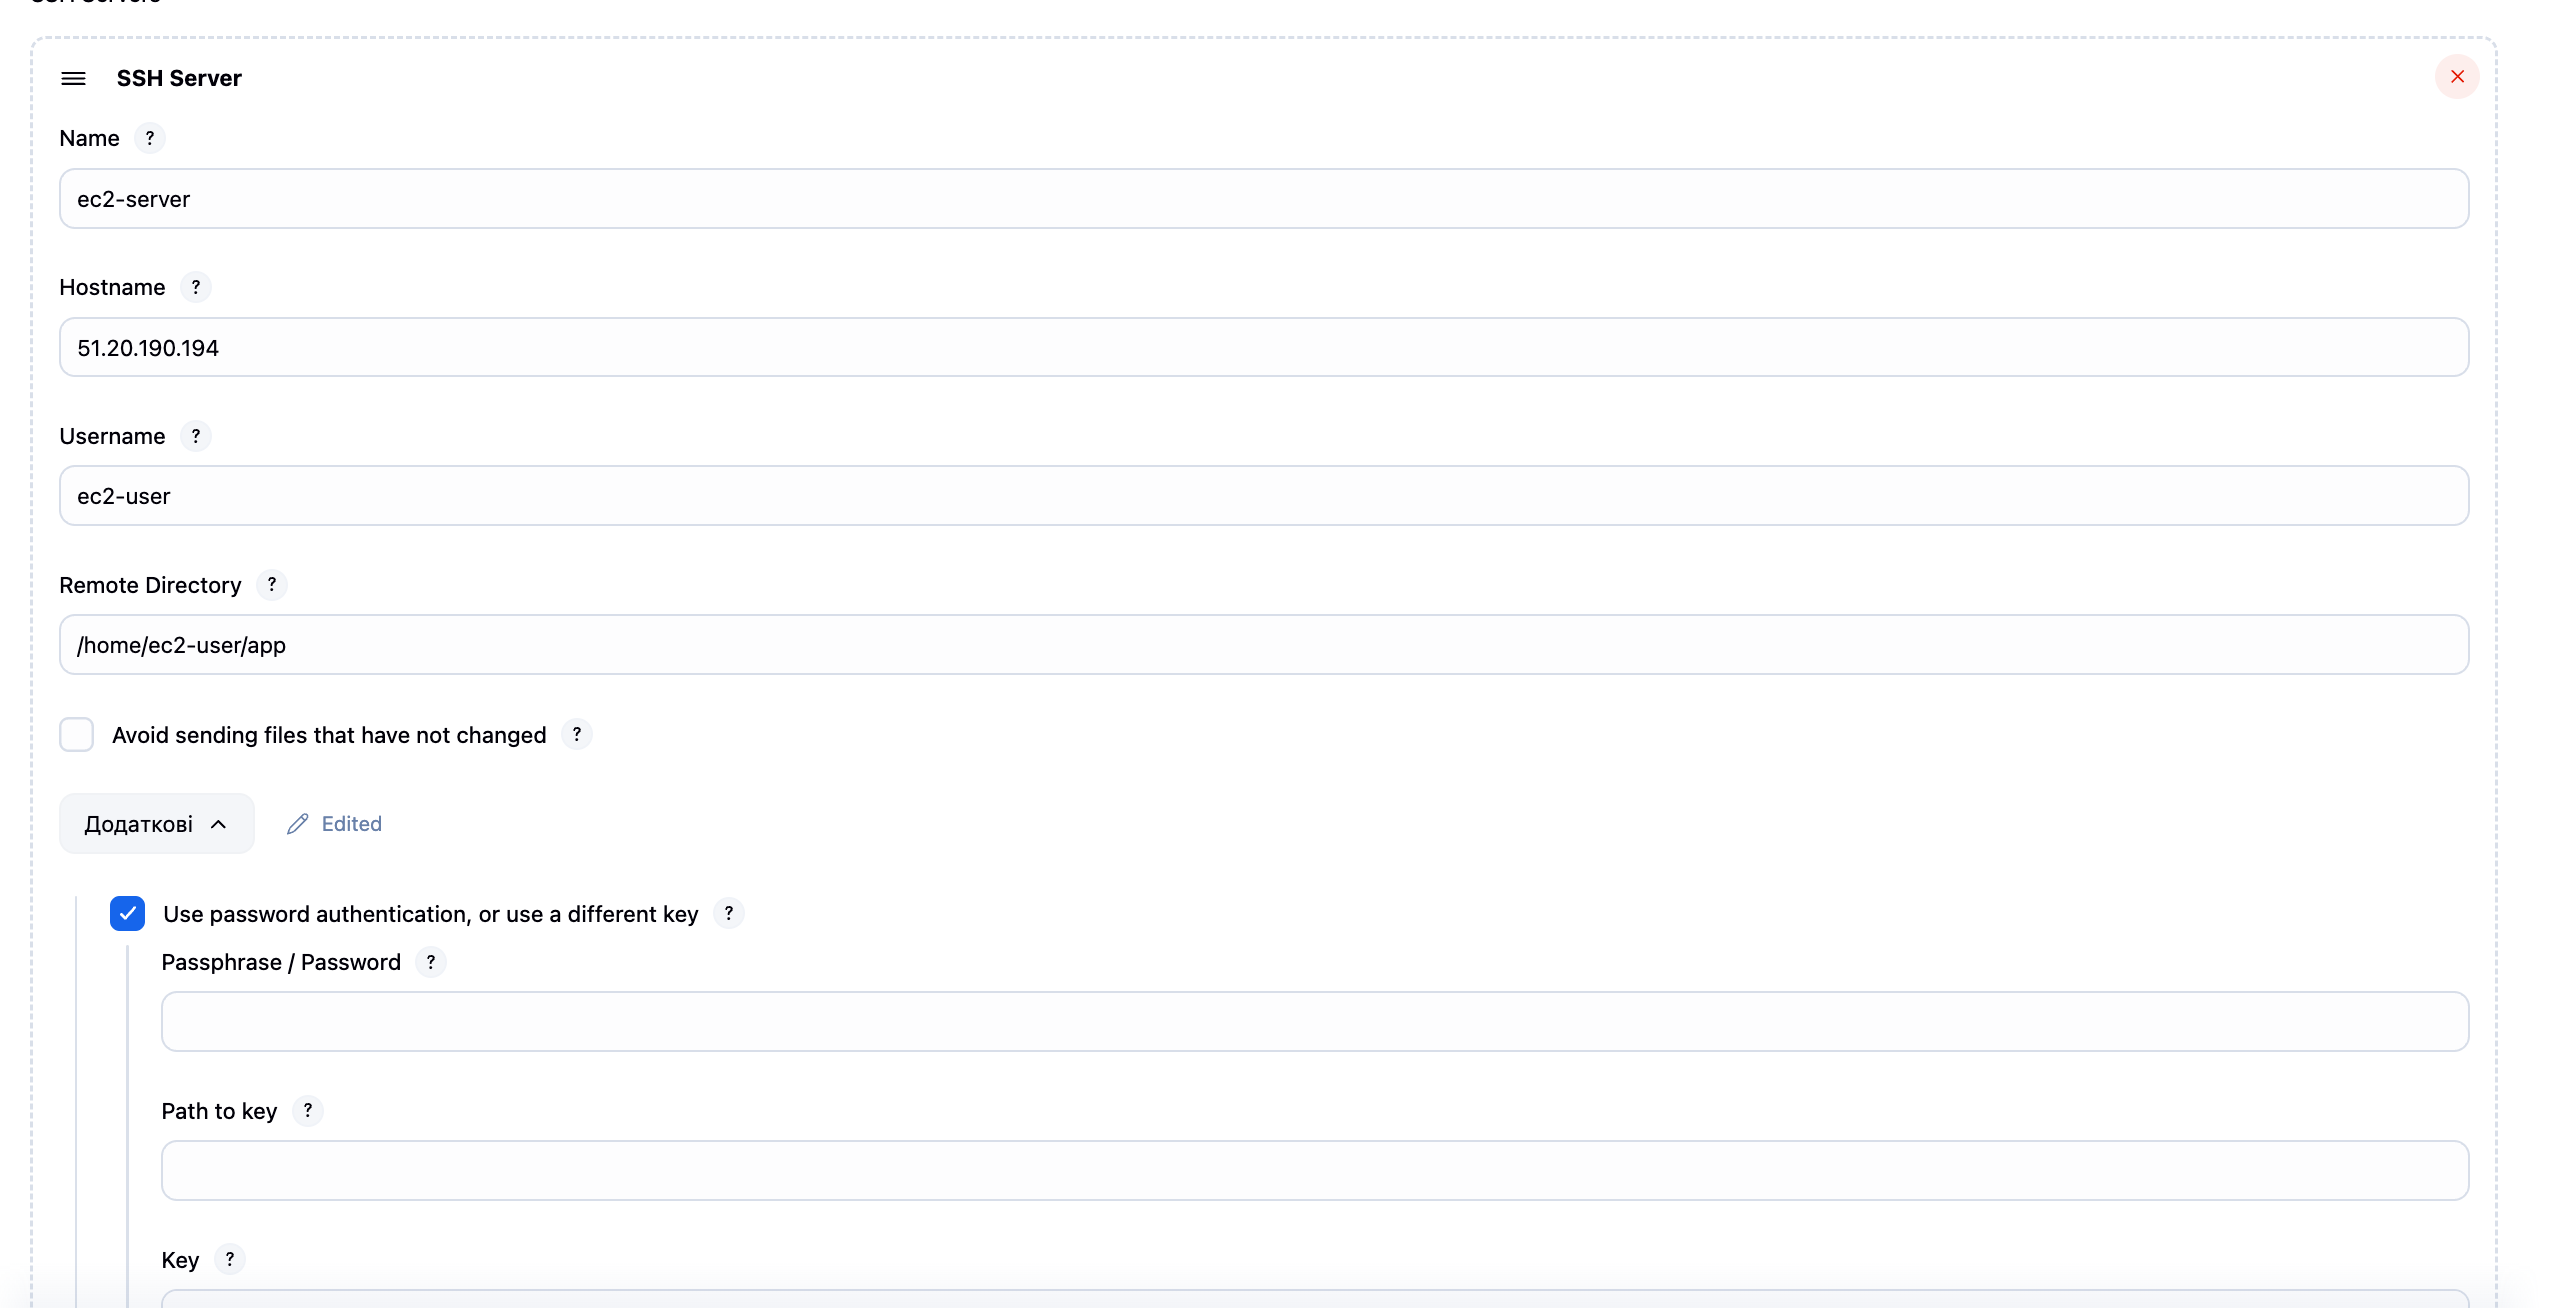 SSH Servers
SSH Server
Name ?
ec2-server
Hostname ?
51.20.190.194
Username ?
ec2-user
Remote Directory ?
/home/ec2-user/app
Avoid sending files that have not changed ?
Додаткові Edited
Use password authentication, or use a different key ?
Passphrase / Password ?
Path to key ?
Key ?